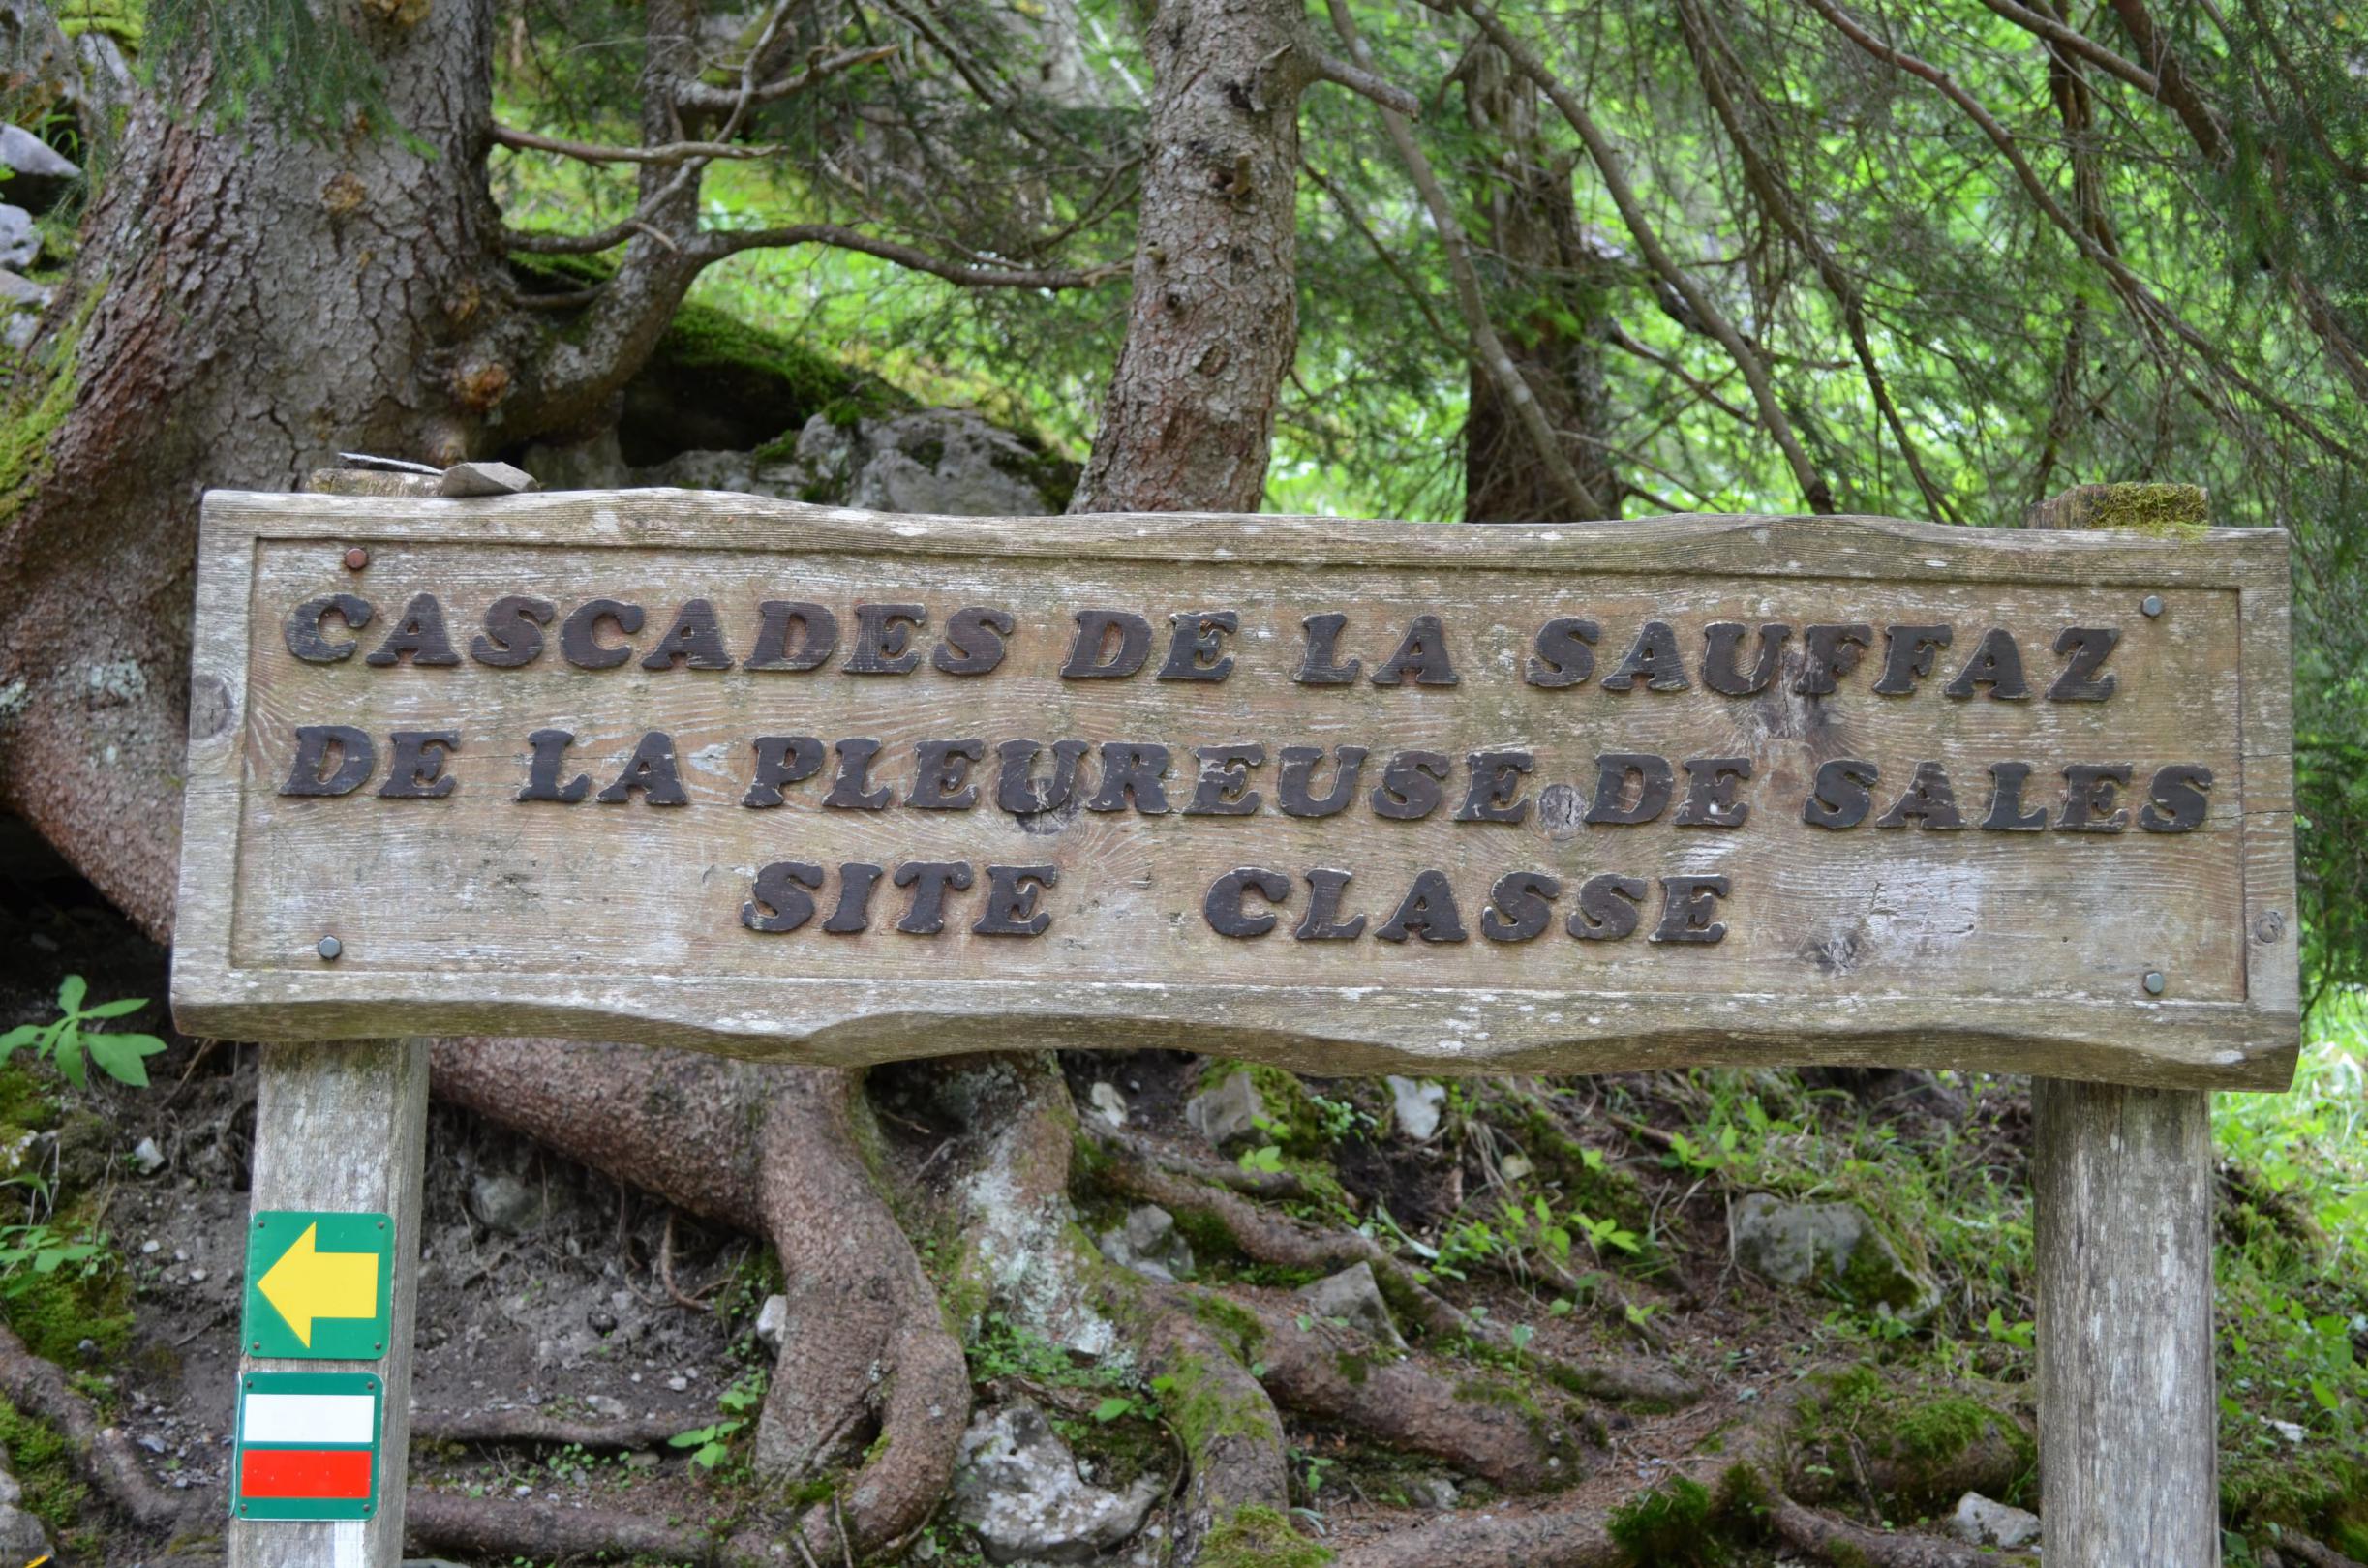 CASCADES DE LA SAUFFAZ
DE LA PLEUREUSE DE SALES
SITE CLASSE